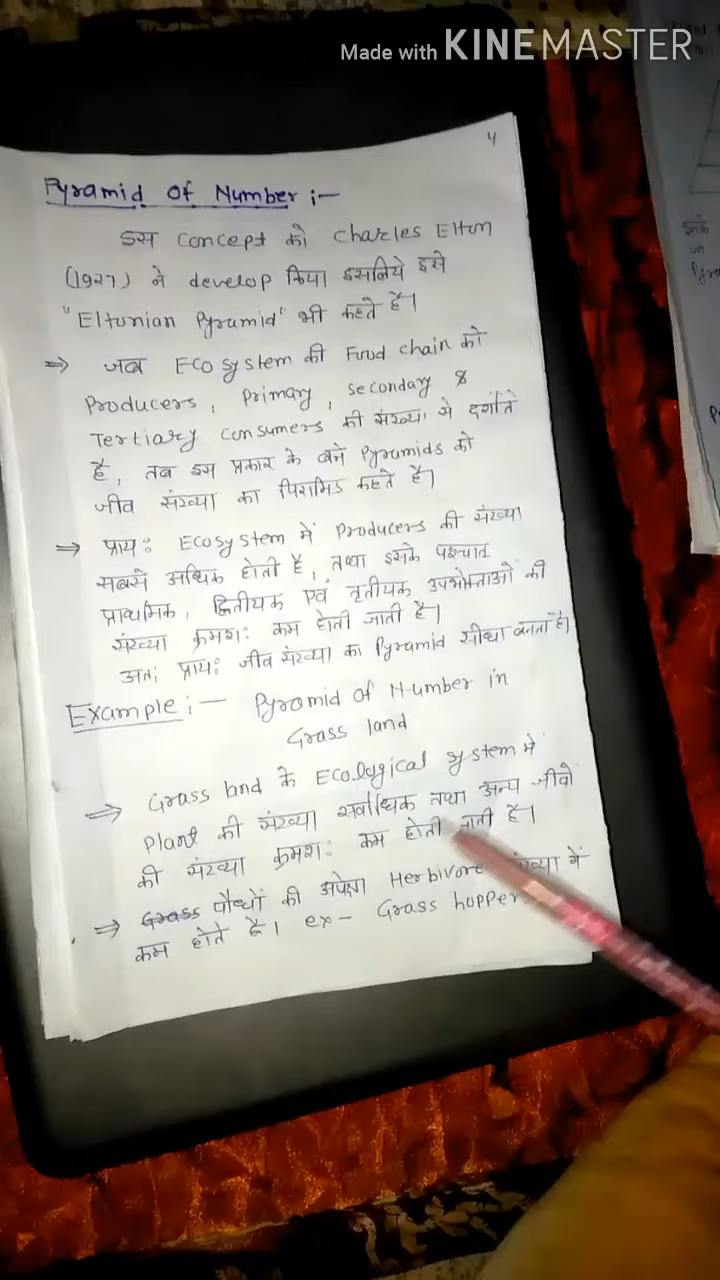 Made with KINEMASTER
4
Pyramid of Number :-
इस concept को Charles Elton
(1927) ने develop किया इसलिये इसे
"Eltonian Pyramid" भी कहते है।
⇒ जब Eco system की Food chain को
Producers, Primary, secondary &
Tertiary consumers की संख्या से दर्शाते
है, तब इस प्रकार के बने Pyramids को
जीव संख्या का पिरामिड कहते है।
⇒ प्रायः Ecosystem में Producers की संख्या
सबसे अधिक होती है, तथा इसके पश्चात
प्राथमिक, द्वितीयक एवं तृतीयक उपभोक्ताओं की
संख्या क्रमशः कम होती जाती है।
अतः प्रायः जीव संख्या का Pyramid सीधा बनता है।
Example :- Pyramid of Number in
Grass land
⇒ Grass land के Ecological system में
Plant की संख्या सर्वाधिक तथा अन्य जीवो
की संख्या क्रमशः कम होती जाती है।
⇒ Grass पौधों की अपेक्षा Herbivore में
कम होते है। ex- Grass hopper